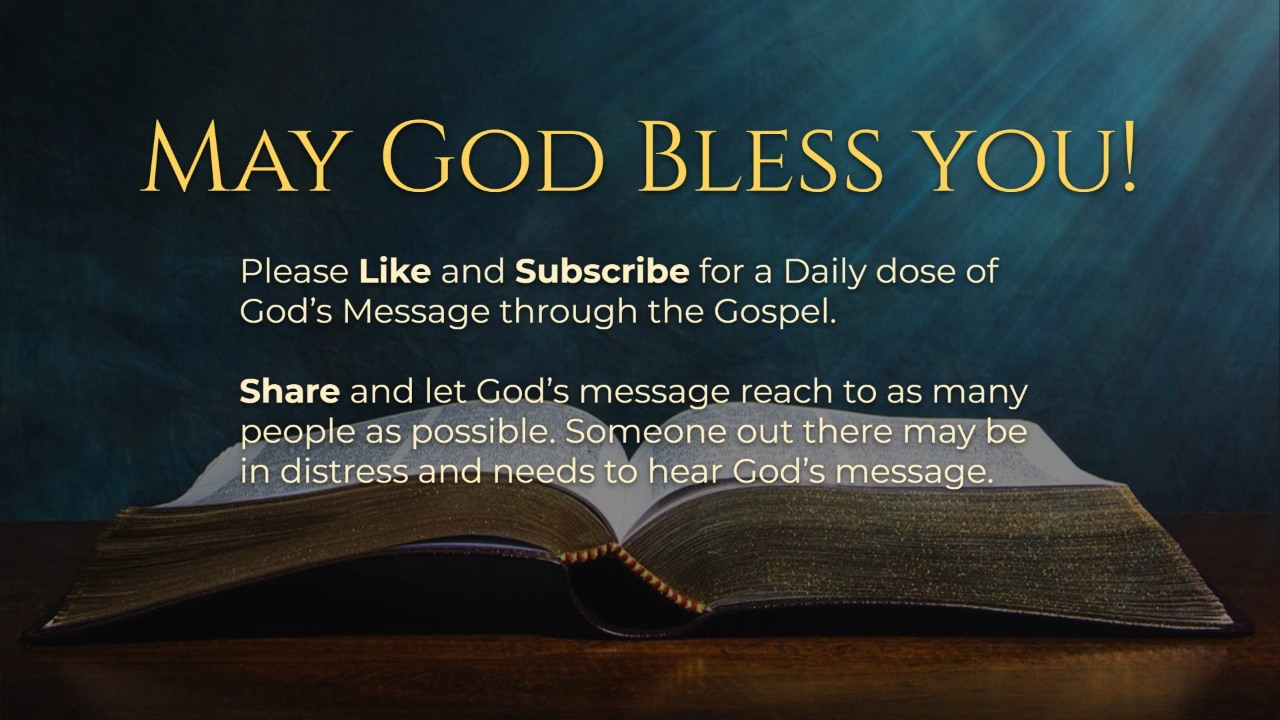 May God Bless you!
Please Like and Subscribe for a Daily dose of
God’s Message through the Gospel.
Share and let God’s message reach to as many
people as possible. Someone out there may be
in distress and needs to hear God’s message.